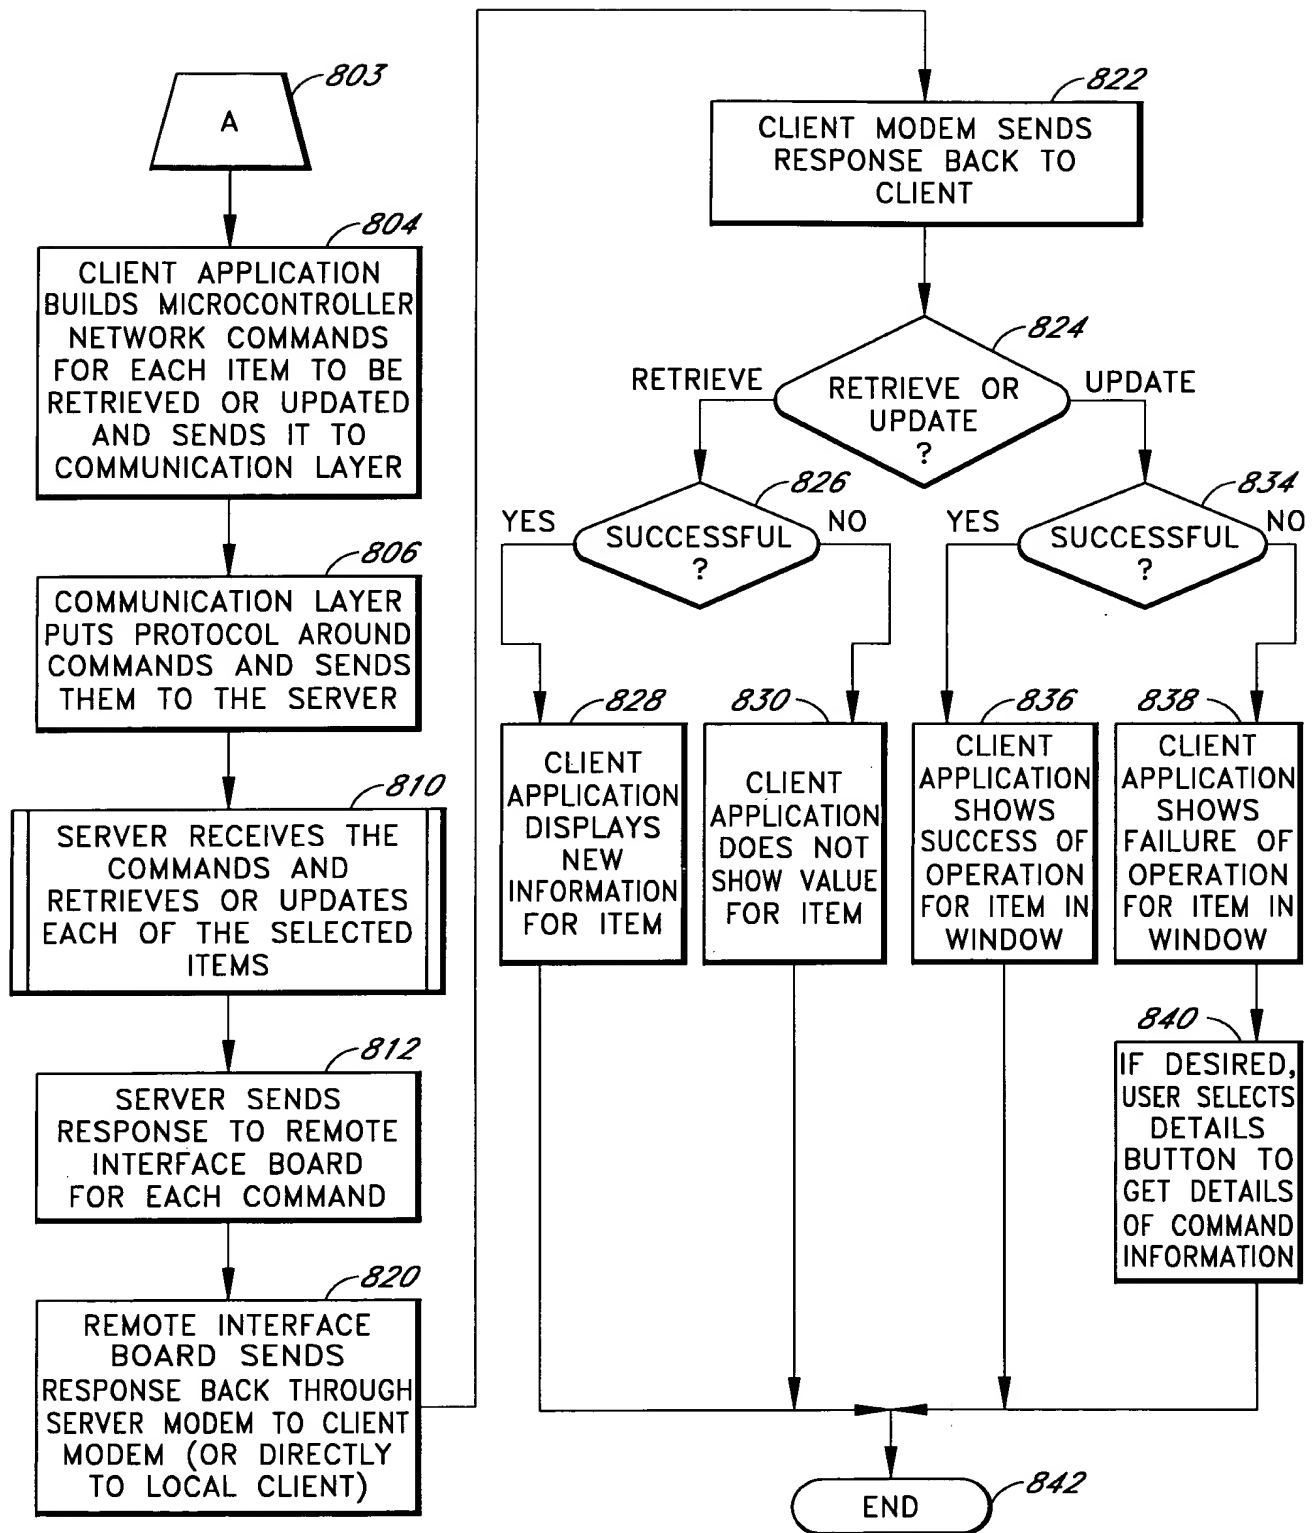 803
A
804
CLIENT APPLICATION
BUILDS MICROCONTROLLER
NETWORK COMMANDS
FOR EACH ITEM TO BE
RETRIEVED OR UPDATED
AND SENDS IT TO
COMMUNICATION LAYER
806
COMMUNICATION LAYER
PUTS PROTOCOL AROUND
COMMANDS AND SENDS
THEM TO THE SERVER
810
SERVER RECEIVES THE
COMMANDS AND
RETRIEVES OR UPDATES
EACH OF THE SELECTED
ITEMS
812
SERVER SENDS
RESPONSE TO REMOTE
INTERFACE BOARD
FOR EACH COMMAND
820
REMOTE INTERFACE
BOARD SENDS
RESPONSE BACK THROUGH
SERVER MODEM TO CLIENT
MODEM (OR DIRECTLY
TO LOCAL CLIENT)
822
CLIENT MODEM SENDS
RESPONSE BACK TO
CLIENT
824
RETRIEVE
RETRIEVE OR
UPDATE
?
UPDATE
826
YES
SUCCESSFUL
?
NO
834
YES
SUCCESSFUL
?
NO
828
CLIENT
APPLICATION
DISPLAYS
NEW
INFORMATION
FOR ITEM
830
CLIENT
APPLICATION
DOES NOT
SHOW VALUE
FOR ITEM
836
CLIENT
APPLICATION
SHOWS
SUCCESS OF
OPERATION
FOR ITEM IN
WINDOW
838
CLIENT
APPLICATION
SHOWS
FAILURE OF
OPERATION
FOR ITEM IN
WINDOW
840
IF DESIRED,
USER SELECTS
DETAILS
BUTTON TO
GET DETAILS
OF COMMAND
INFORMATION
END
842